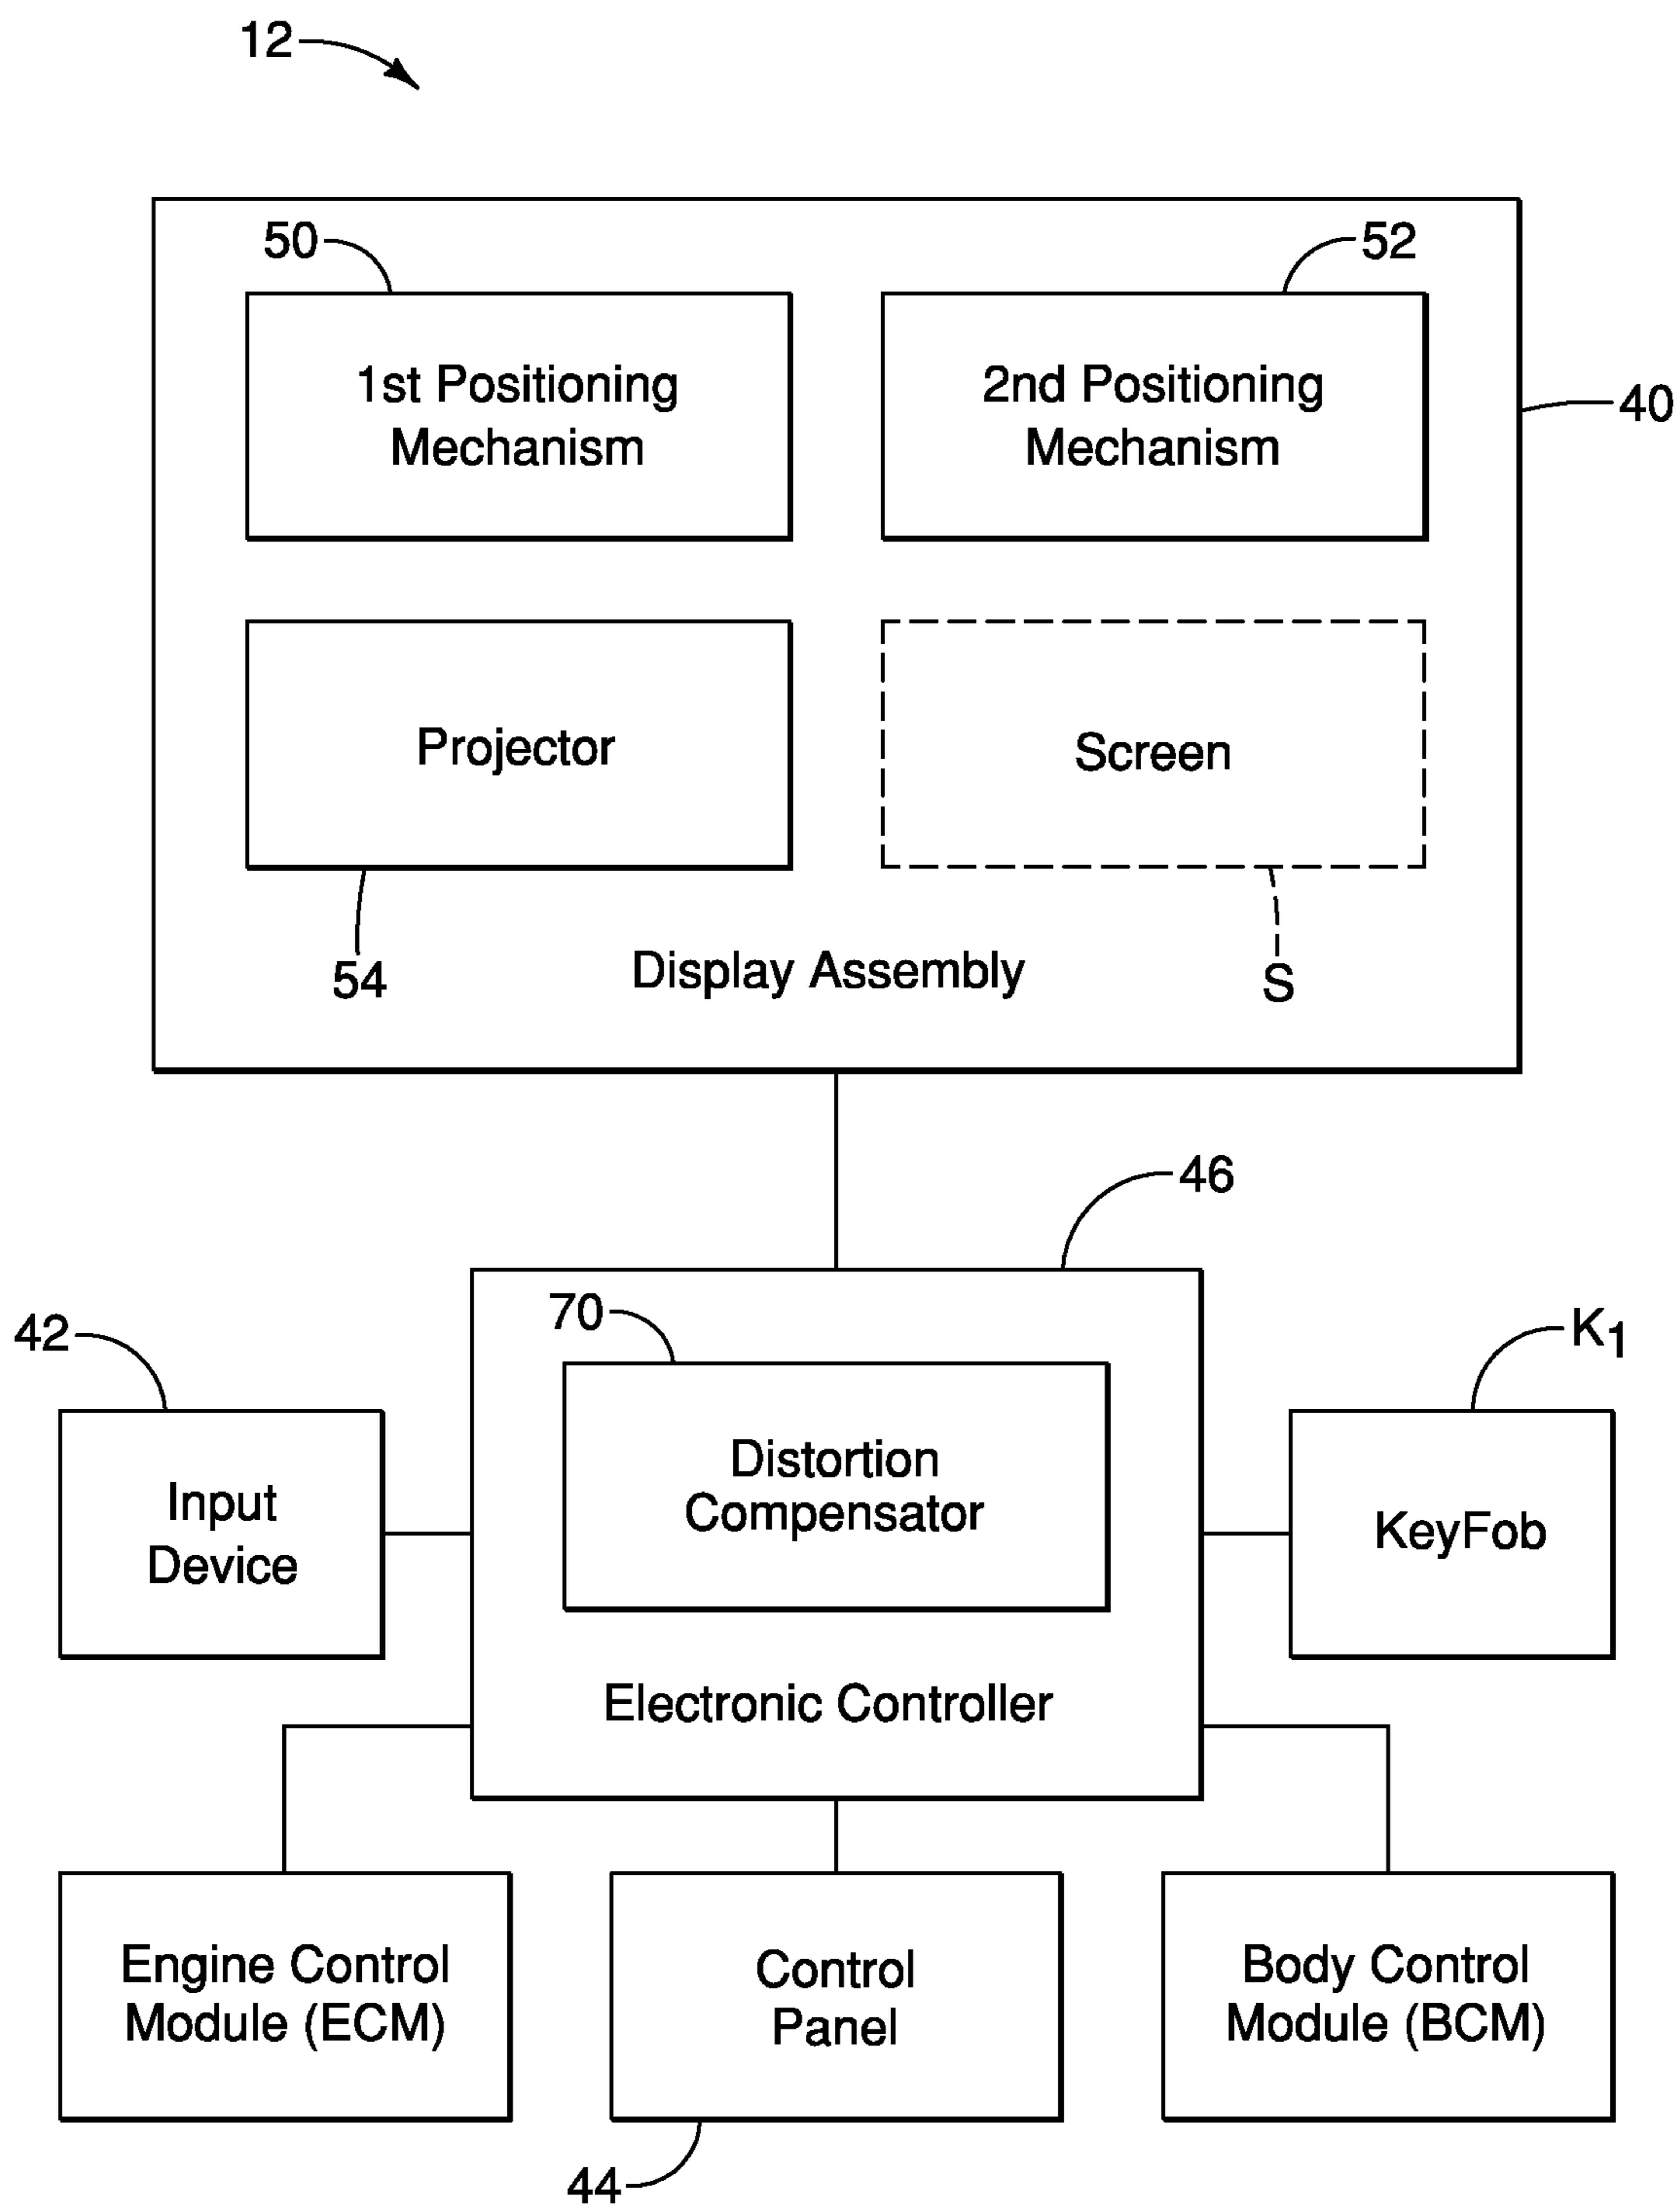 12
50
52
1st Positioning
Mechanism
2nd Positioning
Mechanism
40
Projector
Screen
54
Display Assembly
S
46
42
70
K1
Distortion
Compensator
Input
Device
KeyFob
Electronic Controller
Engine Control
Module (ECM)
Control
Panel
Body Control
Module (BCM)
44